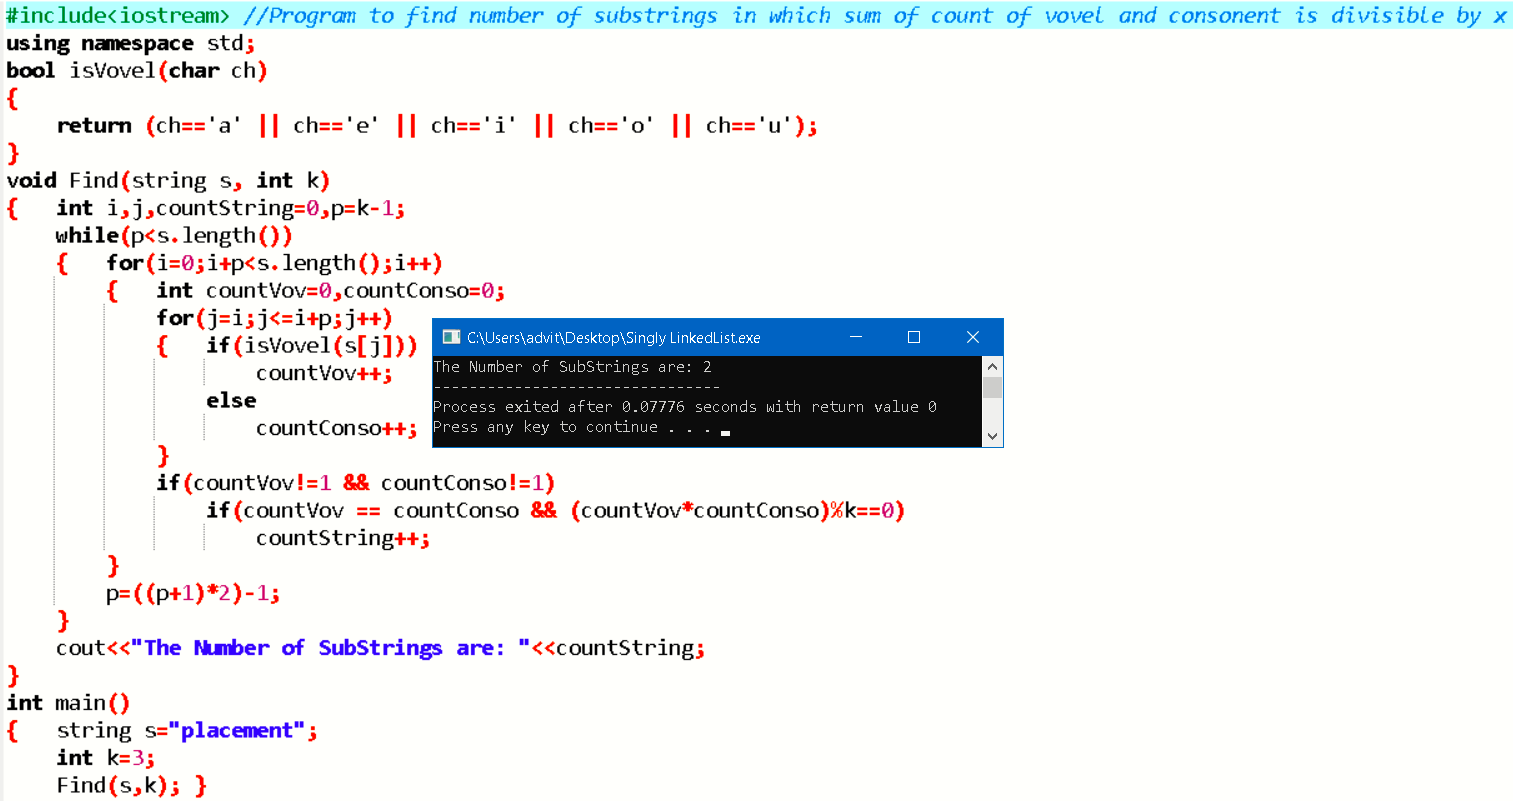 #include<iostream> //Program to find number of substrings in which sum of count of vovel and consonent is divisible by x
using namespace std;
bool isVovel(char ch)
{
return (ch=='a' || ch=='e' || ch=='i' || ch=='o' || ch=='u');
}
void Find(string s, int k)
{ int i,j,countString=0,p=k-1;
while(p<s.length())
{ for(i=0;i+p<s.length();i++)
{ int countVov=0,countConso=0;
for(j=i;j<=i+p;j++)
{ if(isVovel(s[j]))
countVov++;
else
countConso++;
}
if(countVov!=1 && countConso!=1)
if(countVov == countConso && (countVov*countConso)%k==0)
countString++;
}
p=((p+1)*2)-1;
}
cout<<"The Number of SubStrings are: "<<countString;
}
int main()
{ string s="placement";
int k=3;
Find(s,k); }
C:\Users\advit\Desktop\Singly LinkedList.exe
The Number of SubStrings are: 2
--------------------------------
Process exited after 0.07776 seconds with return value 0
Press any key to continue . . .